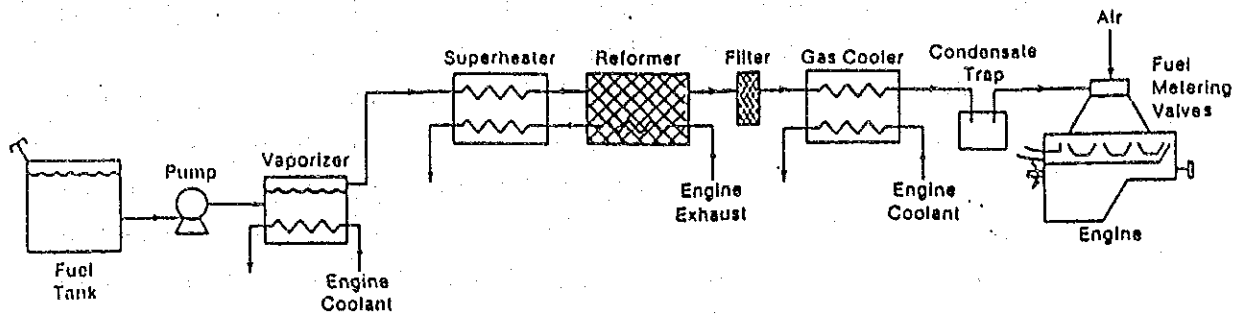 Air
Superheater
Reformer
Filter
Gas Cooler
Condensate
Trap
Fuel
Metering
Valves
Pump
Vaporizer
Engine
Exhaust
Engine
Coolant
Engine
Fuel
Tank
Engine
Coolant